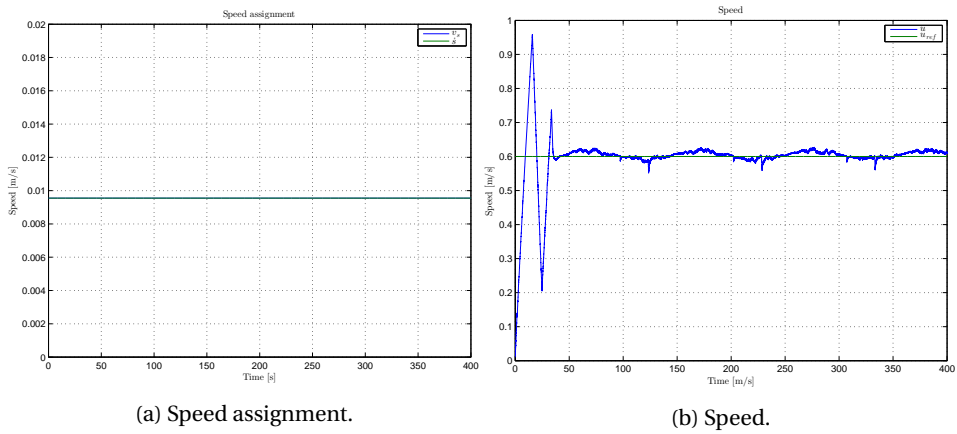 Speed assignment
0.02
0.018
0.016
0.014
0.012
0.01
0.008
0.006
0.004
0.002
0
Speed [m/s]
v_s
ṡ
0 50 100 150 200 250 300 350 400
Time [s]
(a) Speed assignment.
Speed
1
0.9
0.8
0.7
0.6
0.5
0.4
0.3
0.2
0.1
0
Speed [m/s]
u
u_ref
0 50 100 150 200 250 300 350 400
Time [m/s]
(b) Speed.